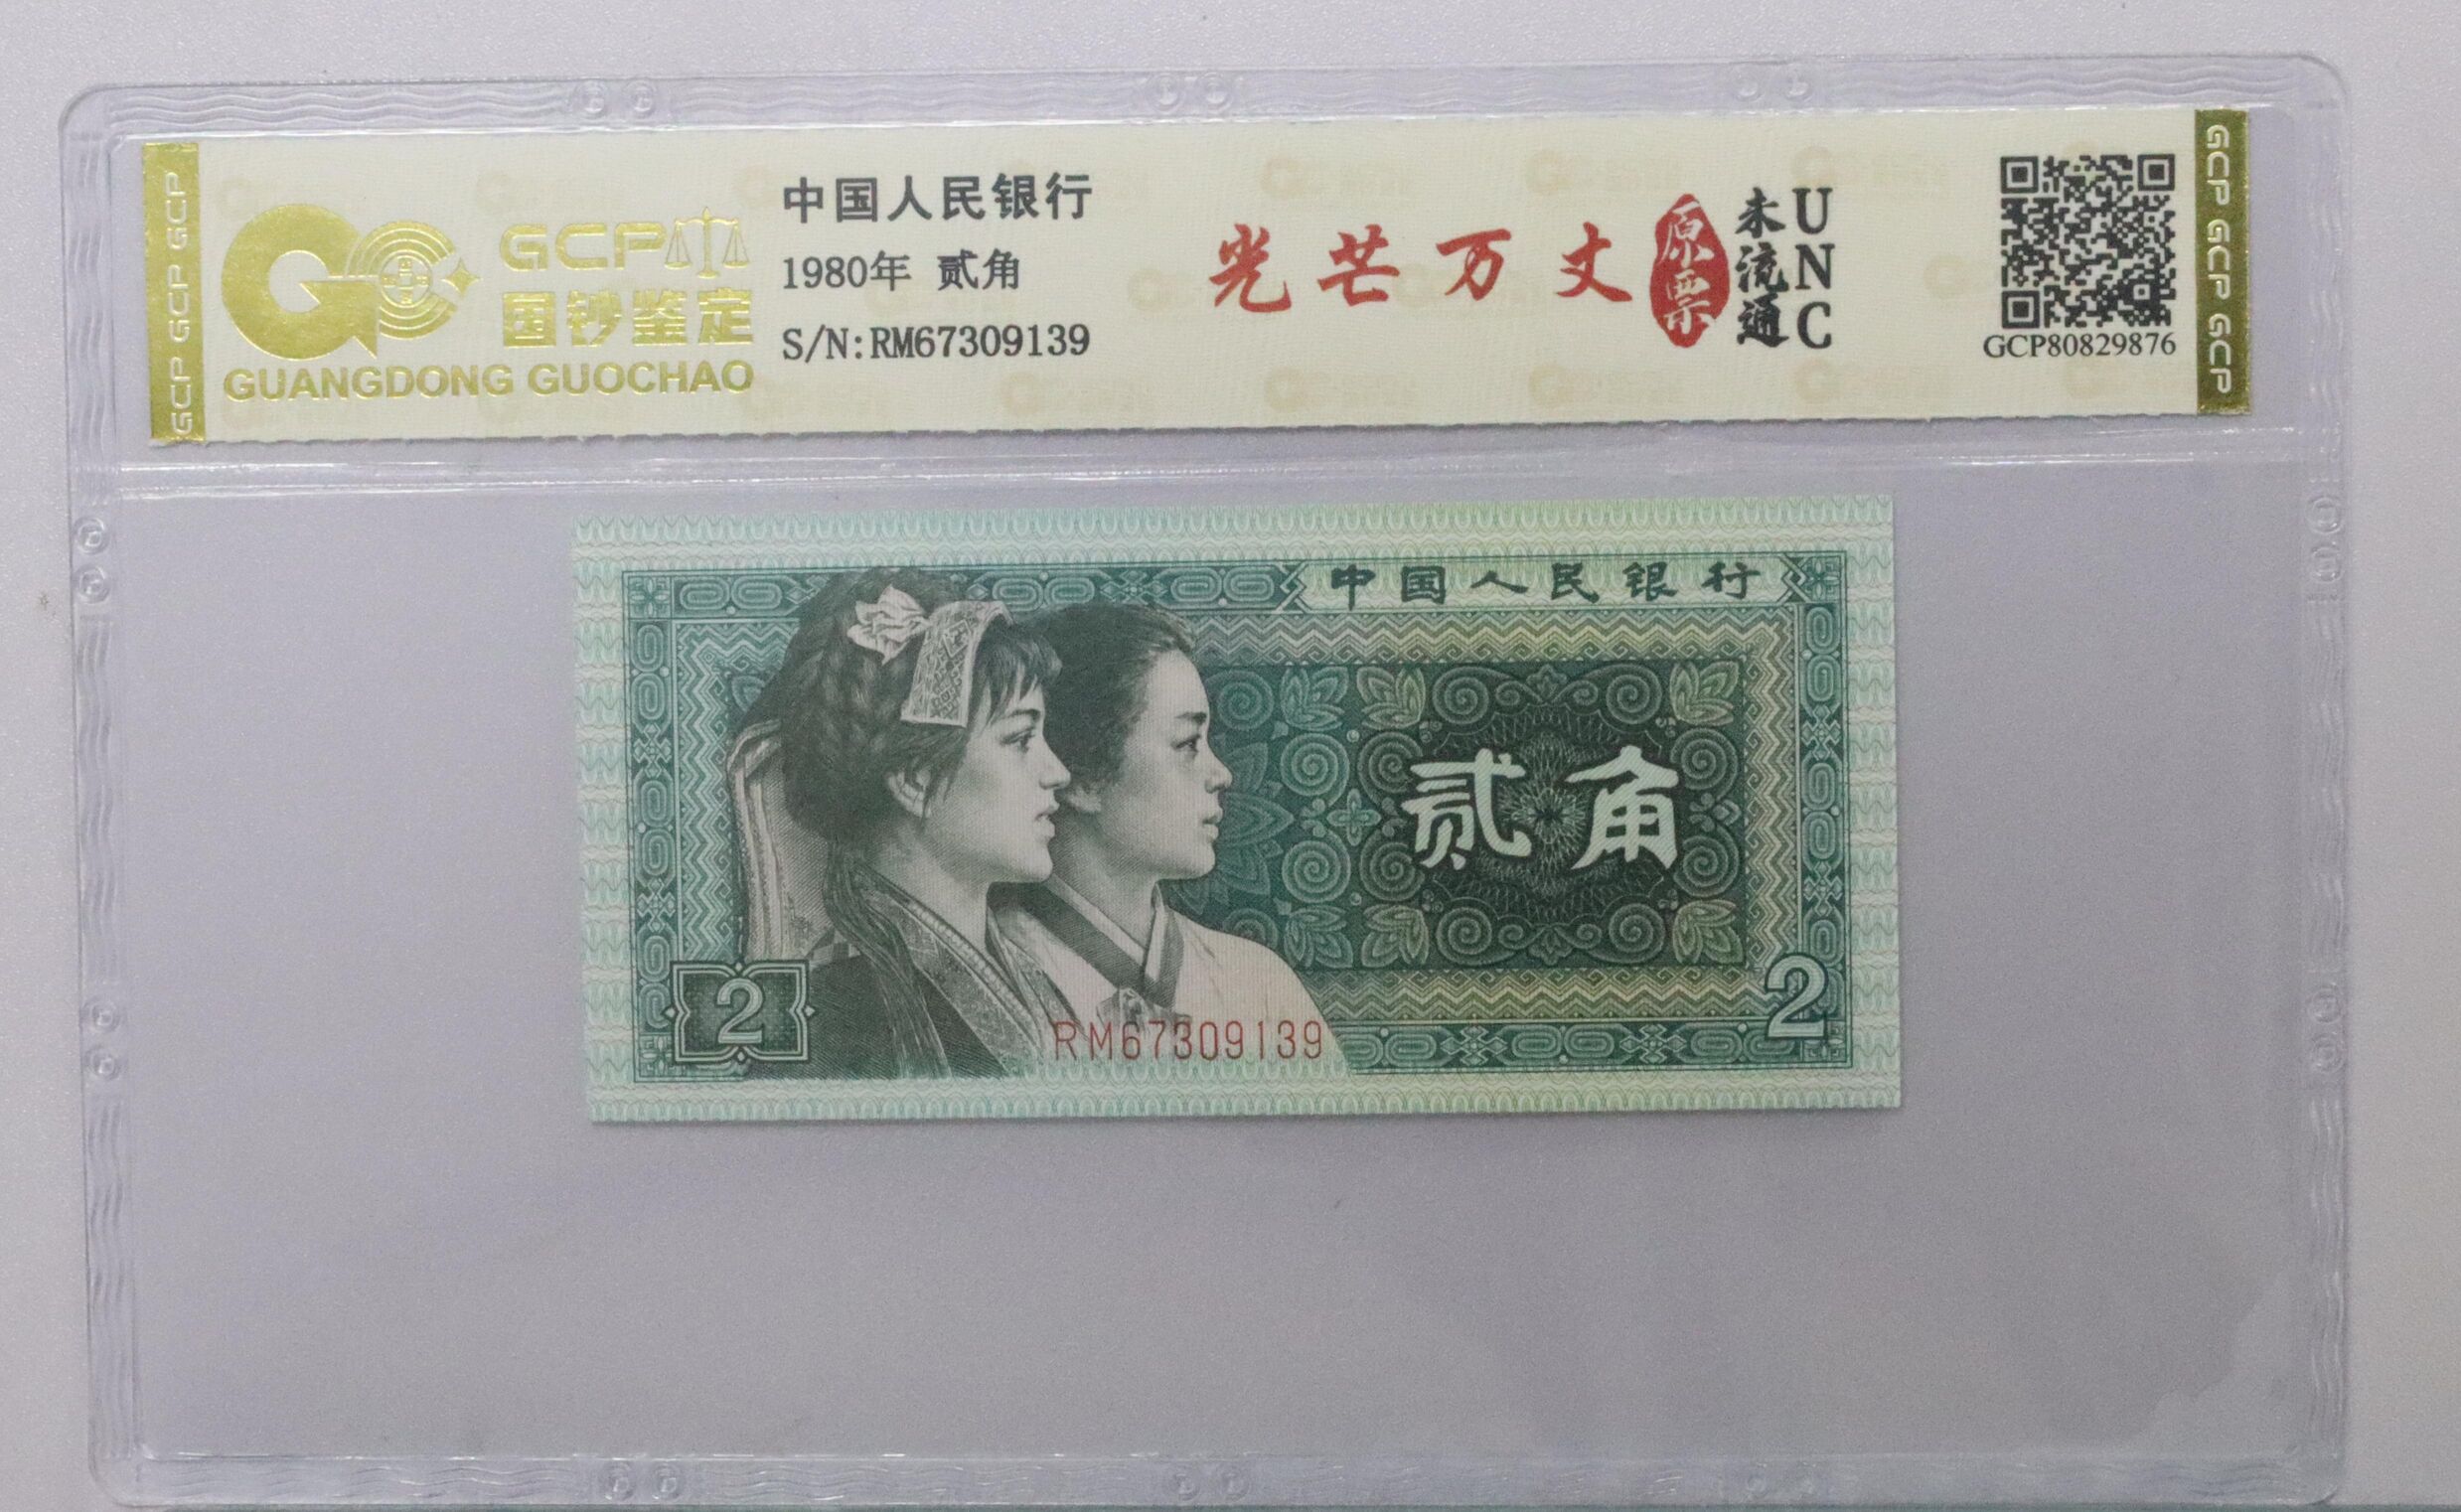 GCP GCP GCP
GCP
国钞鉴定
GUANGDONG GUOCHAO
中国人民银行
1980年 贰角
S/N:RM67309139
光芒万丈
原票
未流通
UNC
GCP80829876
GCP GCP GCP
中国人民银行
贰角
2
RM67309139
2